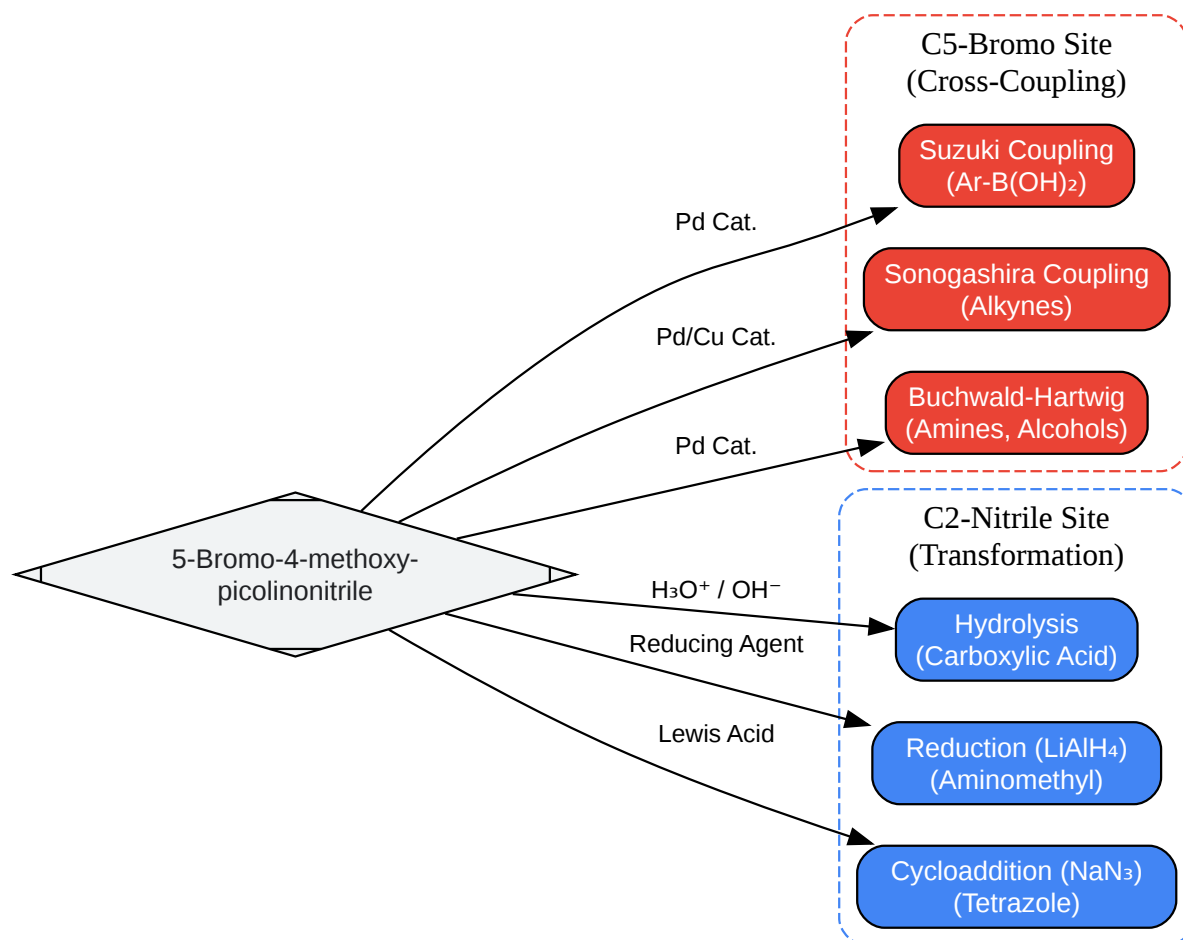 C5-Bromo Site
(Cross-Coupling)
Suzuki Coupling
(Ar-B(OH)₂)
Pd Cat.
Sonogashira Coupling
(Alkynes)
Pd/Cu Cat.
Buchwald-Hartwig
(Amines, Alcohols)
Pd Cat.
5-Bromo-4-methoxy-
picolinonitrile
C2-Nitrile Site
(Transformation)
H₃O⁺ / OH⁻
Hydrolysis
(Carboxylic Acid)
Reducing Agent
Reduction (LiAlH₄)
(Aminomethyl)
Lewis Acid
Cycloaddition (NaN₃)
(Tetrazole)